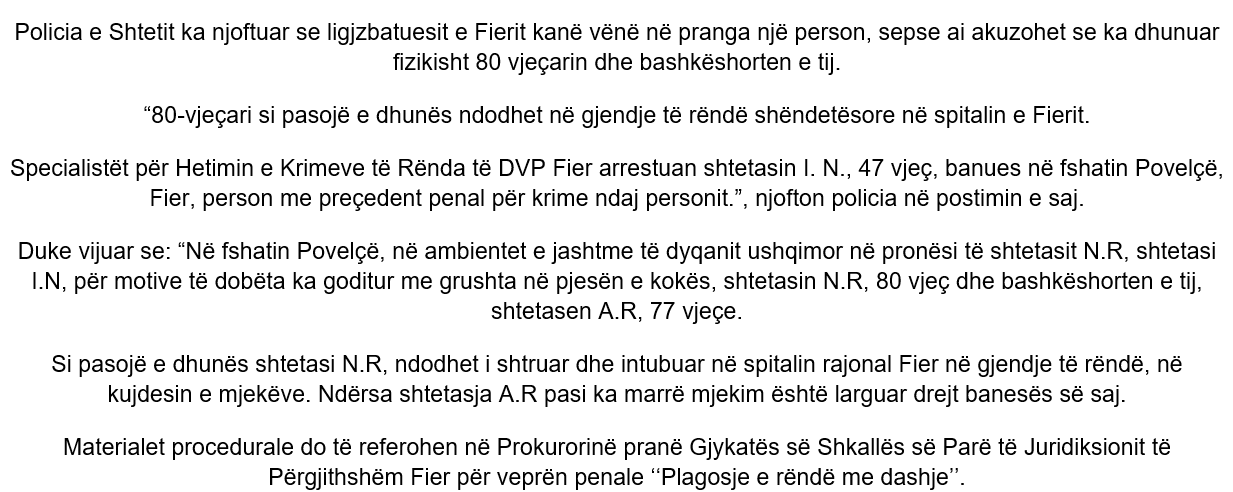 Policia e Shtetit ka njoftuar se ligjzbatuesit e Fierit kanë vënë në pranga një person, sepse ai akuzohet se ka dhunuar
fizikisht 80 vjeçarin dhe bashkëshorten e tij.
“80-vjeçari si pasojë e dhunës ndodhet në gjendje të rëndë shëndetësore në spitalin e Fierit.
Specialistët për Hetimin e Krimeve të Rënda të DVP Fier arrestuan shtetasin I. N., 47 vjeç, banues në fshatin Povelçë,
Fier, person me preçedent penal për krime ndaj personit.”, njofton policia në postimin e saj.
Duke vijuar se: “Në fshatin Povelçë, në ambientet e jashtme të dyqanit ushqimor në pronësi të shtetasit N.R, shtetasi
I.N, për motive të dobëta ka goditur me grushta në pjesën e kokës, shtetasin N.R, 80 vjeç dhe bashkëshorten e tij,
shtetasen A.R, 77 vjeçe.
Si pasojë e dhunës shtetasi N.R, ndodhet i shtruar dhe intubuar në spitalin rajonal Fier në gjendje të rëndë, në
kujdesin e mjekëve. Ndërsa shtetasja A.R pasi ka marrë mjekim është larguar drejt banesës së saj.
Materialet procedurale do të referohen në Prokurorinë pranë Gjykatës së Shkallës së Parë të Juridiksionit të
Përgjithshëm Fier për veprën penale ‘‘Plagosje e rëndë me dashje’’.